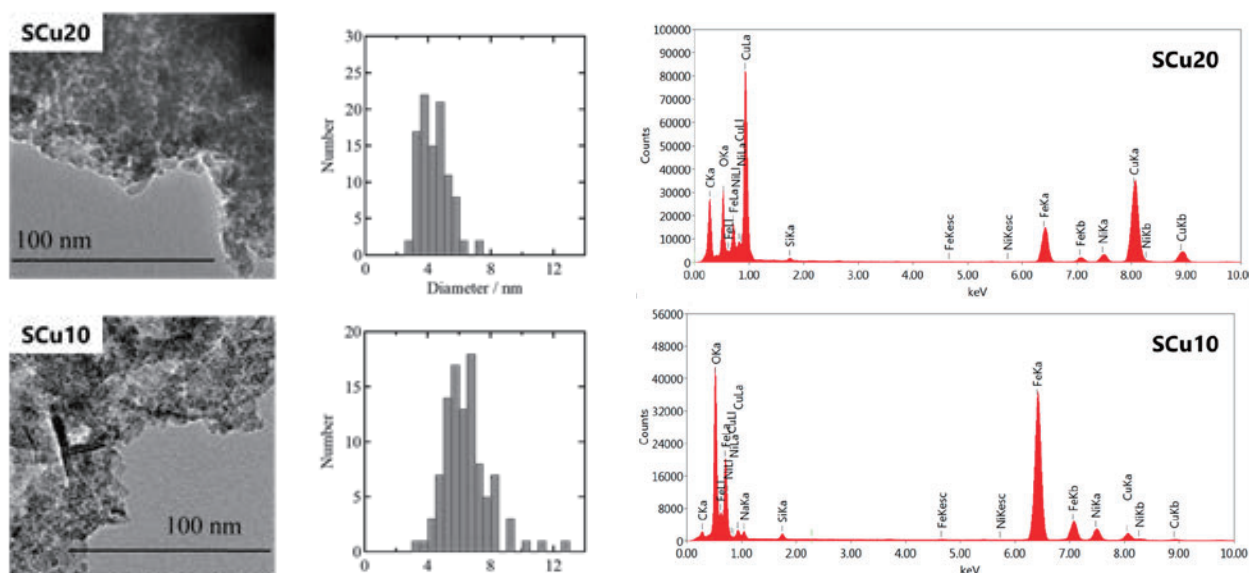 SCu20
100 nm
30
25
20
15
10
5
0
Number
0 4 8 12
Diameter / nm
SCu20
100000
90000
80000
70000
60000
50000
40000
30000
20000
10000
0
Counts
CKa
OKa
FeLl
FeLa
NiLl
NiLa
CuLl
CuLa
SiKa
FeKesc
NiKesc
FeKa
FeKb
NiKa
CuKa
NiKb
CuKb
0.00 1.00 2.00 3.00 4.00 5.00 6.00 7.00 8.00 9.00 10.0
keV
SCu10
100 nm
20
15
10
5
0
Number
0 4 8 12
SCu10
56000
48000
40000
32000
24000
16000
8000
0
Counts
CKa
OKa
FeLl
NiLl
FeLa
NiLa
CuLl
CuLa
NaKa
SiKa
FeKesc
NiKesc
FeKa
FeKb
NiKa
CuKa
NiKb
CuKb
0.00 1.00 2.00 3.00 4.00 5.00 6.00 7.00 8.00 9.00 10.00
keV